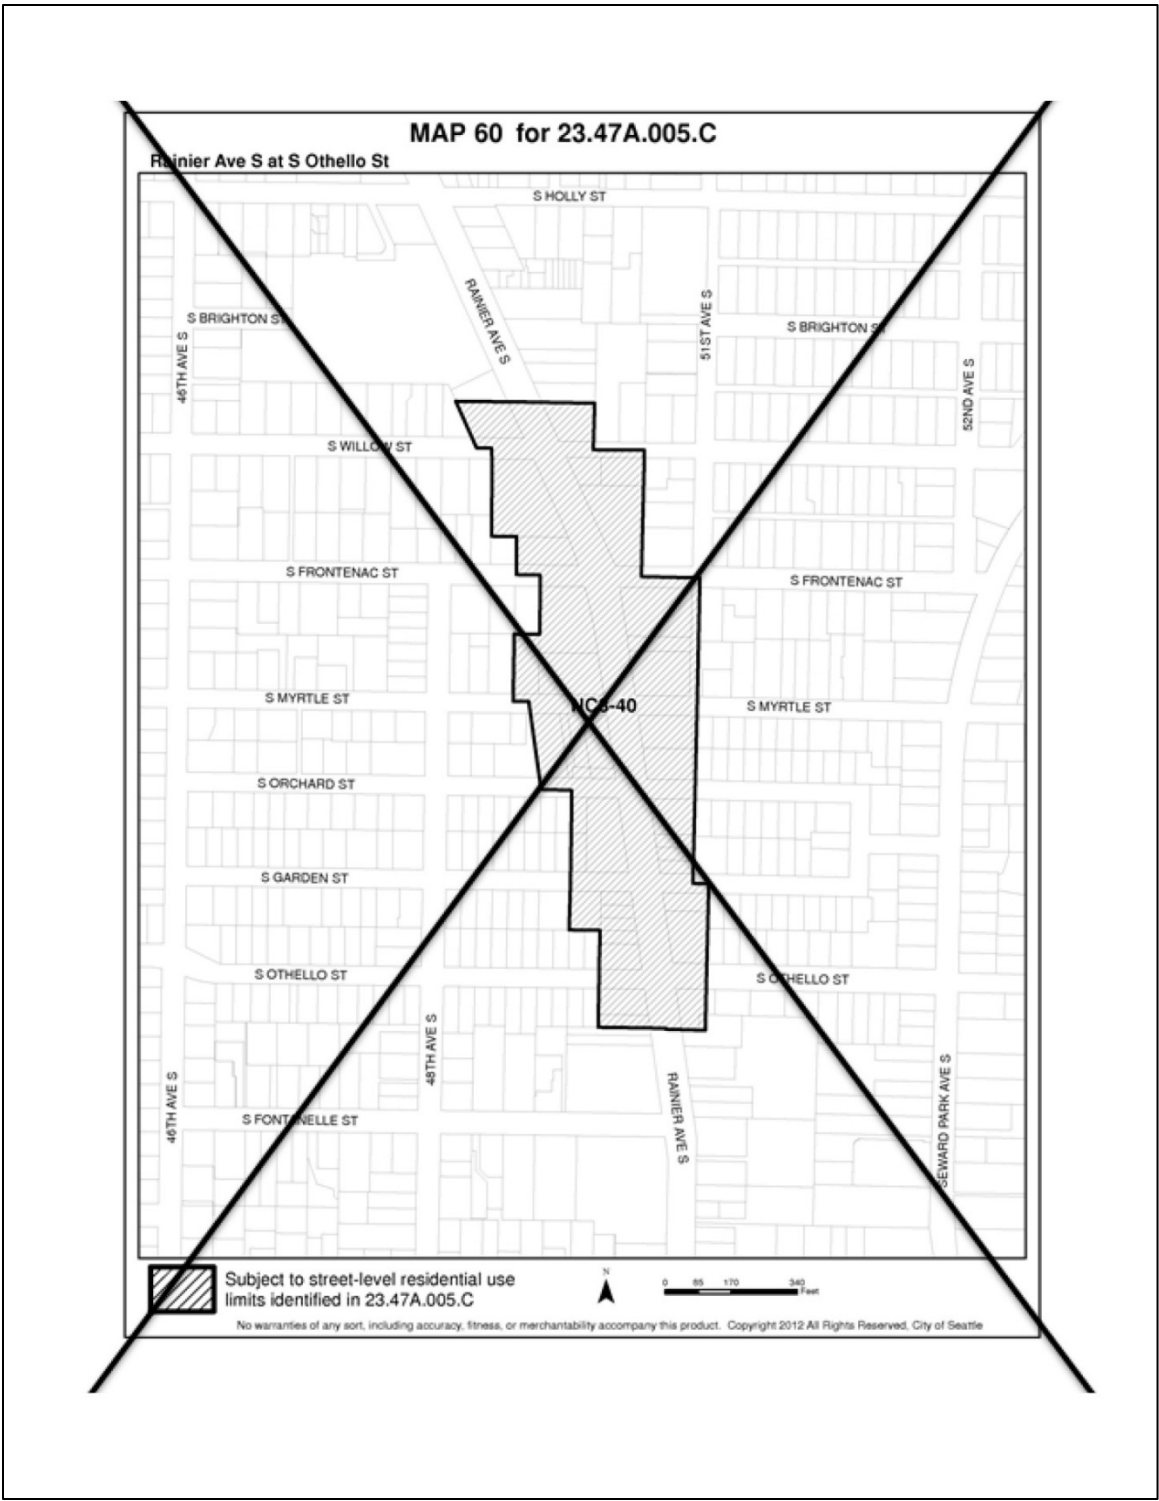 MAP 60 for 23.47A.005.C
Rainier Ave S at S Othello St
S HOLLY ST
RAINIER AVE S
51ST AVE S
S BRIGHTON ST
S BRIGHTON ST
46TH AVE S
52ND AVE S
S WILLOW ST
S FRONTENAC ST
S FRONTENAC ST
S MYRTLE ST
NC3-40
S MYRTLE ST
S ORCHARD ST
S GARDEN ST
S OTHELLO ST
S OTHELLO ST
48TH AVE S
46TH AVE S
RAINIER AVE S
SEWARD PARK AVE S
S FONTANELLE ST
Subject to street-level residential use
limits identified in 23.47A.005.C
N
0 85 170 340
Feet
No warranties of any sort, including accuracy, fitness, or merchantability accompany this product. Copyright 2012 All Rights Reserved, City of Seattle